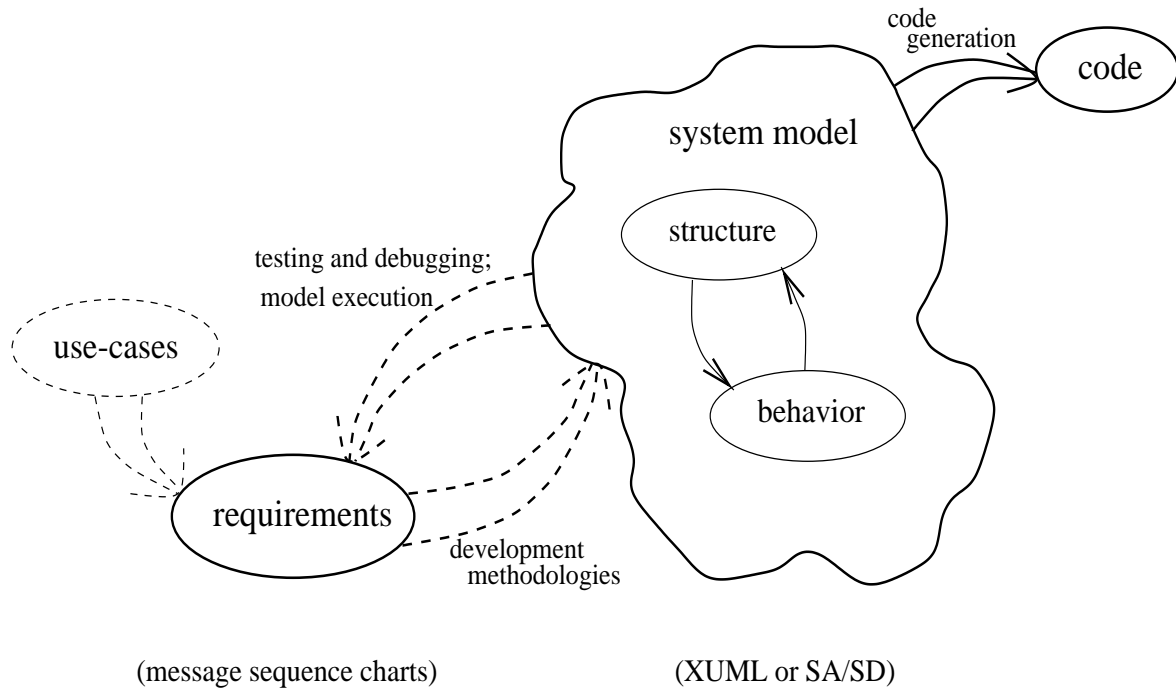 code
generation
code
system model
structure
testing and debugging;
model execution
use-cases
behavior
requirements
development
methodologies
(message sequence charts)
(XUML or SA/SD)